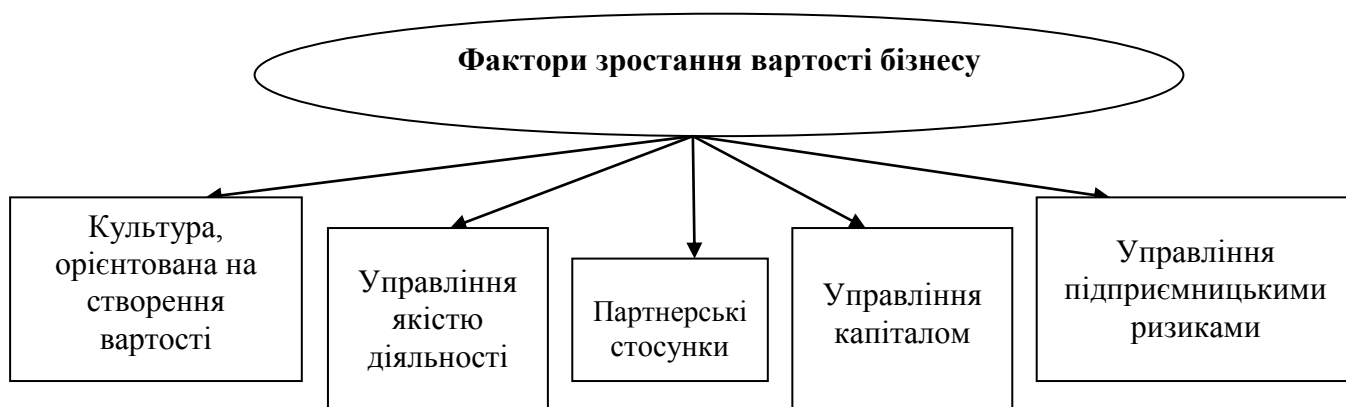 Фактори зростання вартості бізнесу
Культура,
орієнтована на
створення
вартості
Управління
якістю
діяльності
Партнерські
стосунки
Управління
капіталом
Управління
підприємницькими
ризиками